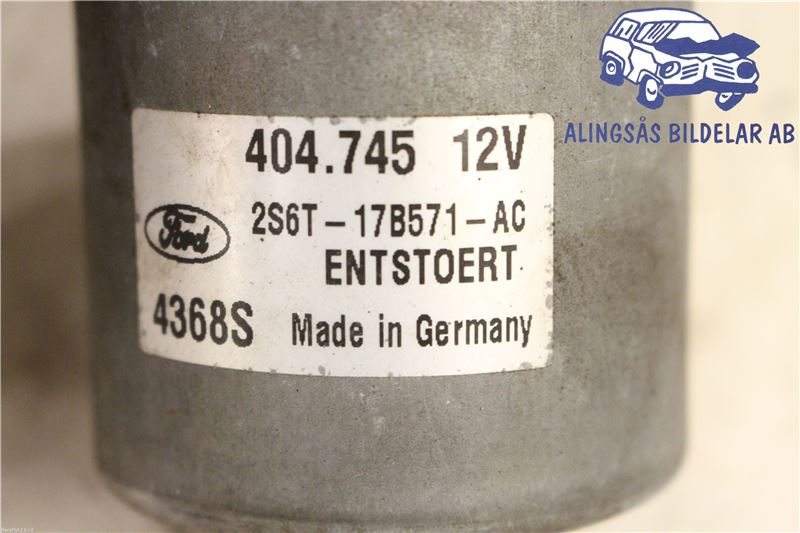 ALINGSÅS BILDELAR AB
404.745 12V
Ford
2S6T-17B571-AC
ENTSTOERT
4368S Made in Germany